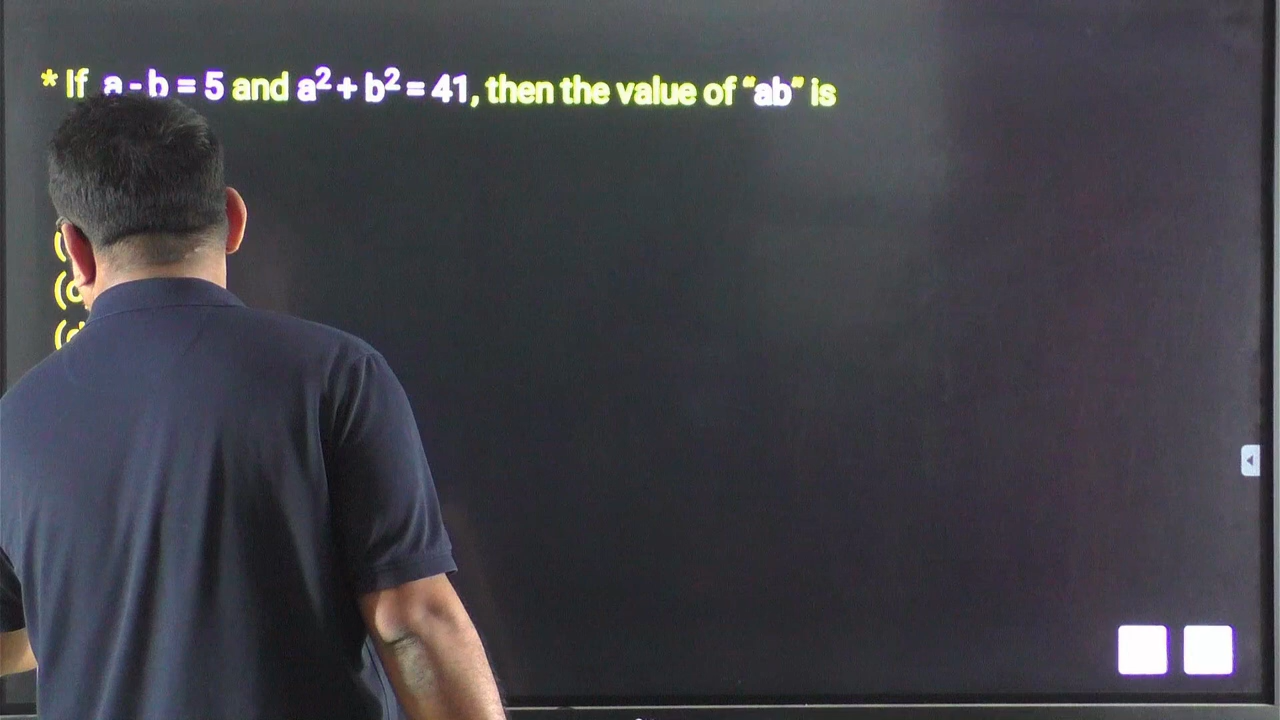 * If a - b = 5 and a² + b² = 41, then the value of “ab” is
(
(c
(d